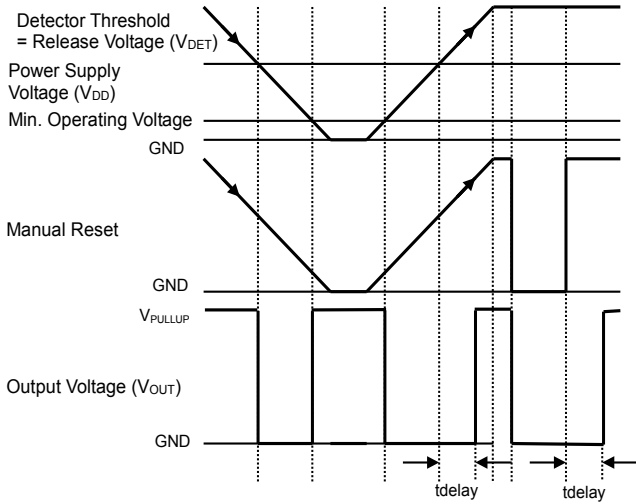 Detector Threshold
= Release Voltage (VDET)
Power Supply
Voltage (VDD)
Min. Operating Voltage
GND
Manual Reset
GND
VPULLUP
Output Voltage (VOUT)
GND
tdelay
tdelay